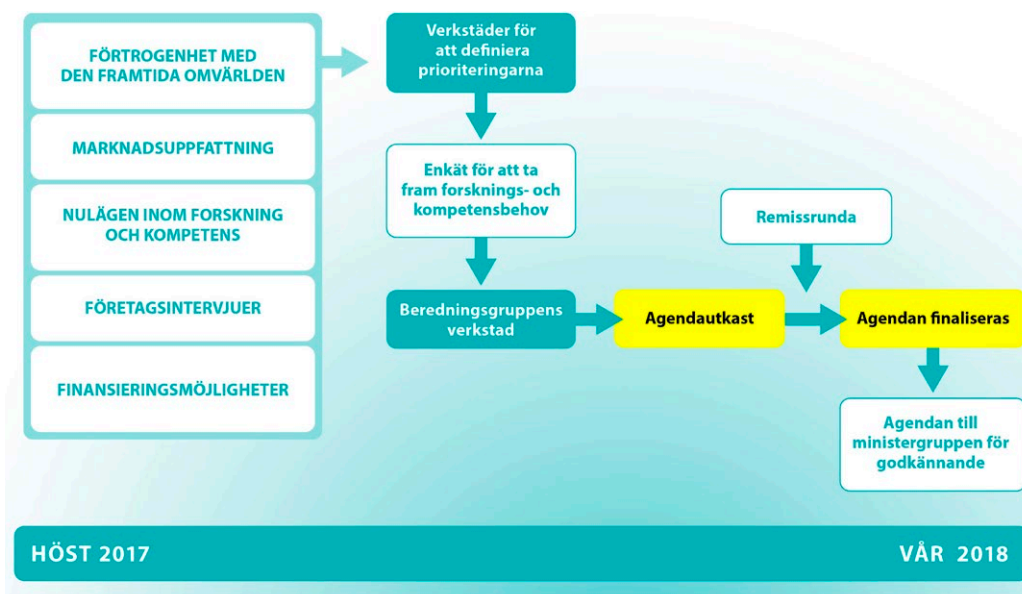 FÖRTROGENHET MED
DEN FRAMTIDA OMVÄRLDEN
MARKNADSUPPFATTNING
NULÄGEN INOM FORSKNING
OCH KOMPETENS
FÖRETAGSINTERVJUER
FINANSIERINGSMÖJLIGHETER
Verkstäder för
att definiera
prioriteringarna
Enkät för att ta
fram forsknings- och
kompetensbehov
Beredningsgruppens
verkstad
Agendautkast
Remissrunda
Agendan finaliseras
Agendan till
ministergruppen för
godkännande
HÖST 2017
VÅR 2018